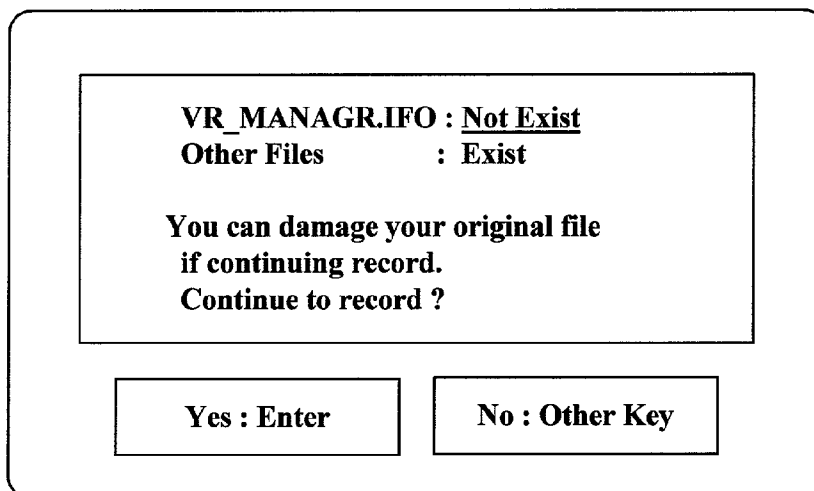 VR_MANAGR.IFO : Not Exist
Other Files : Exist
You can damage your original file
if continuing record.
Continue to record ?
Yes : Enter
No : Other Key